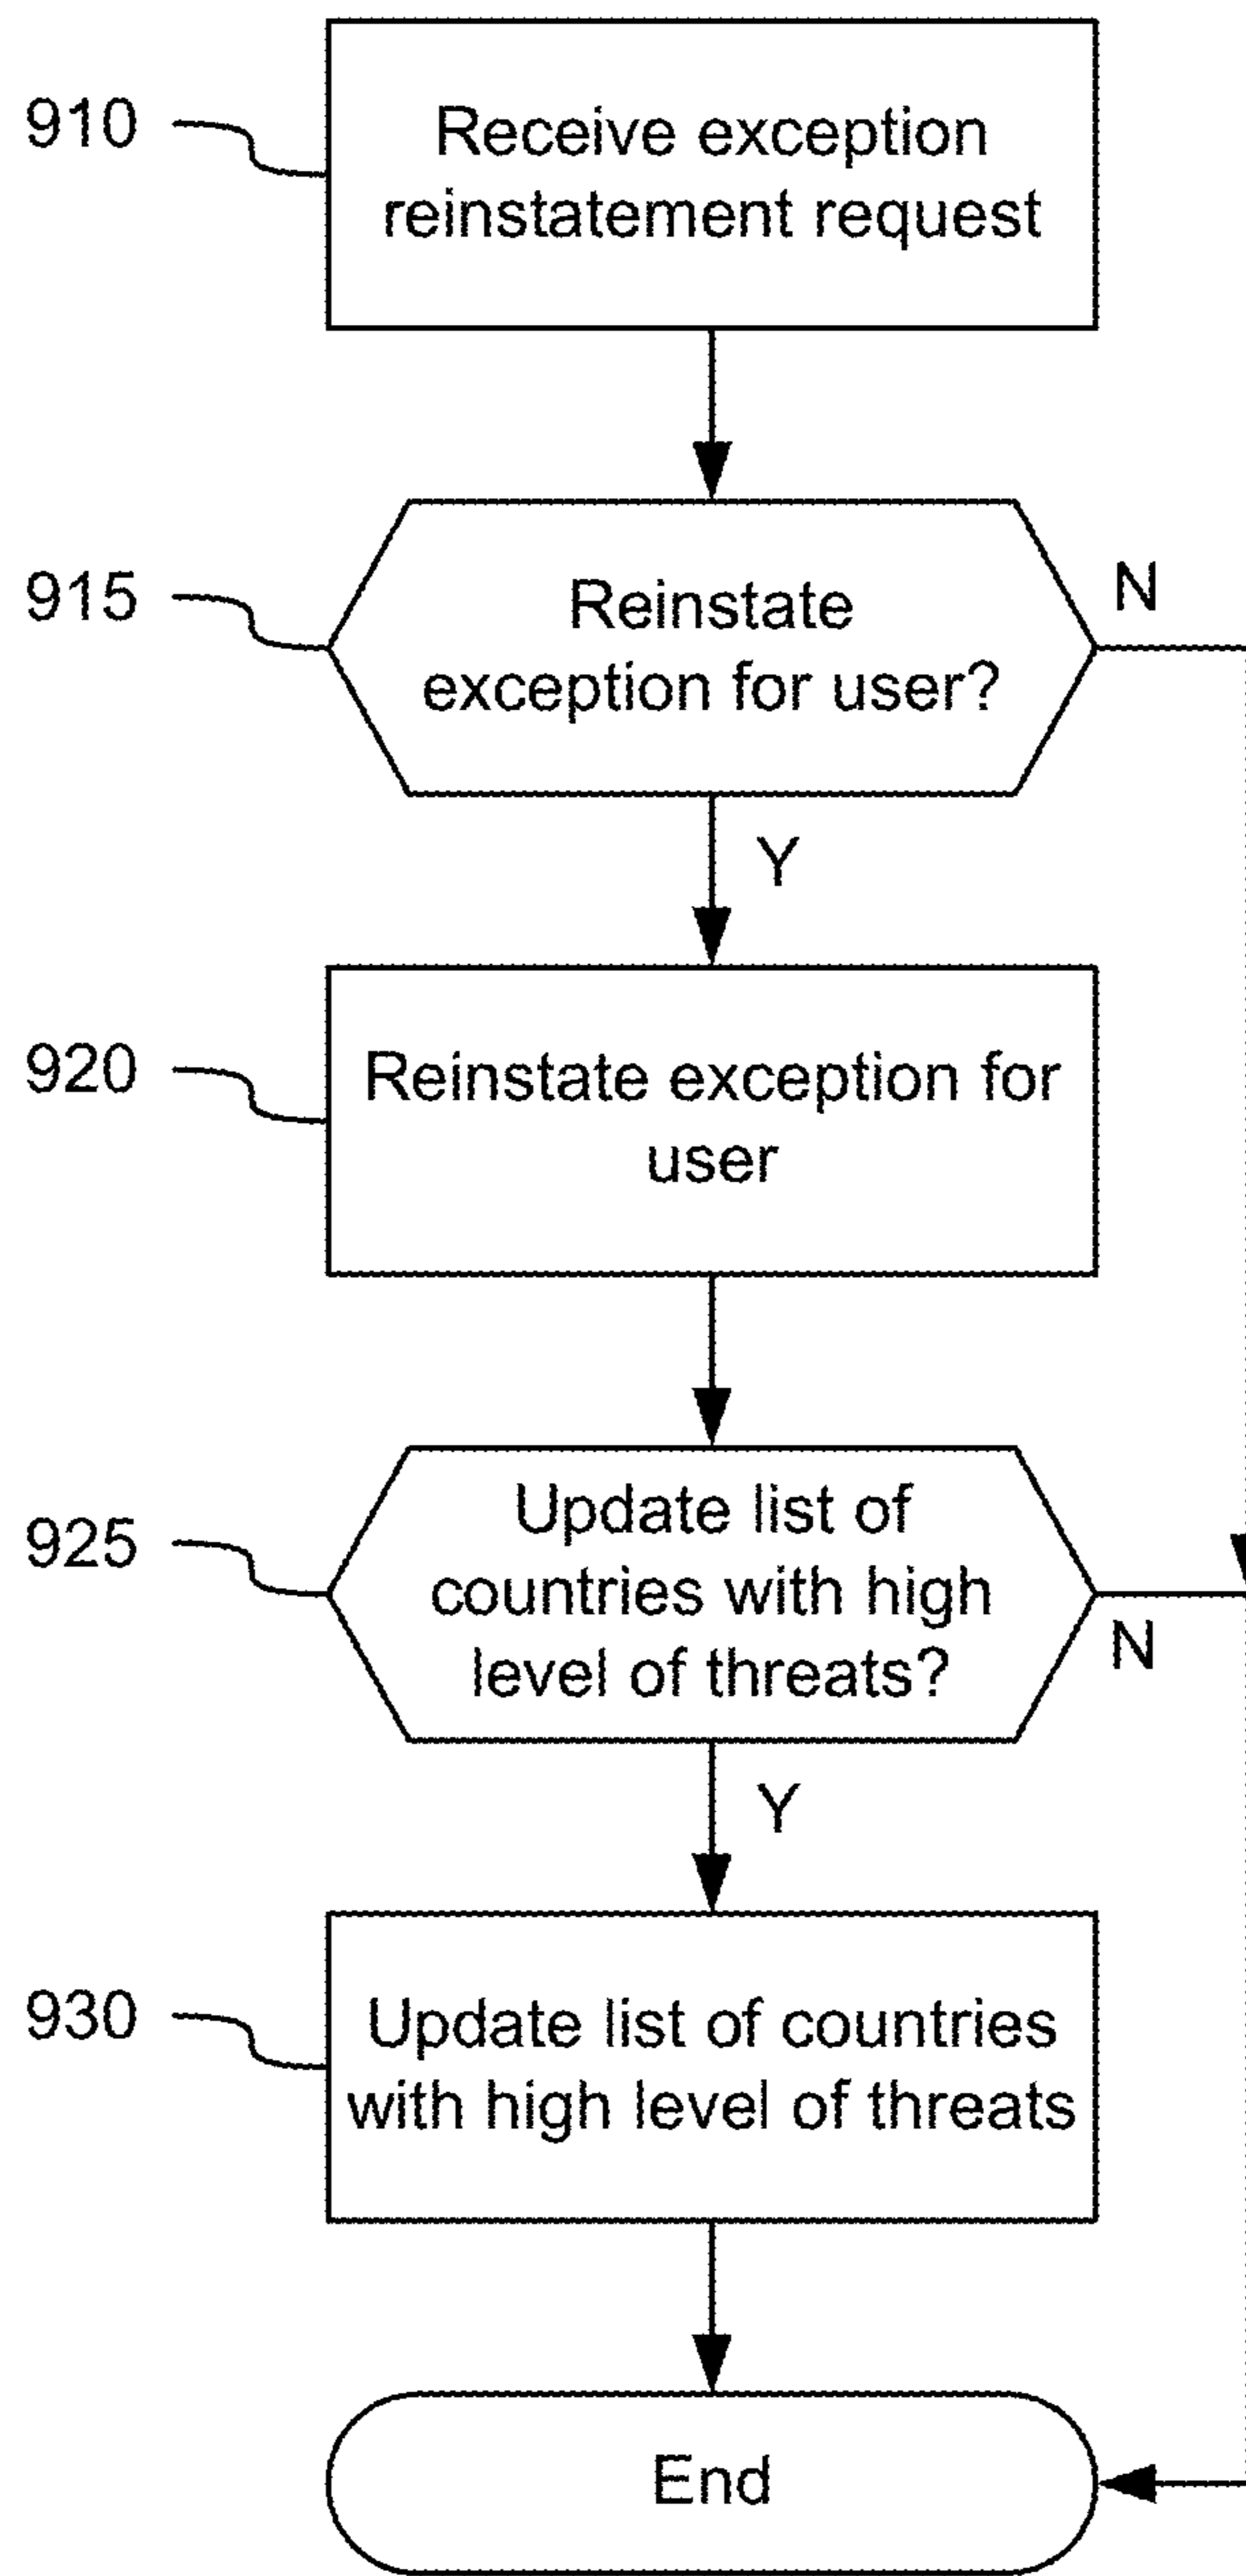 910
Receive exception
reinstatement request
915
Reinstate
exception for user?
N
Y
920
Reinstate exception for
user
925
Update list of
countries with high
level of threats?
N
Y
930
Update list of countries
with high level of threats
End